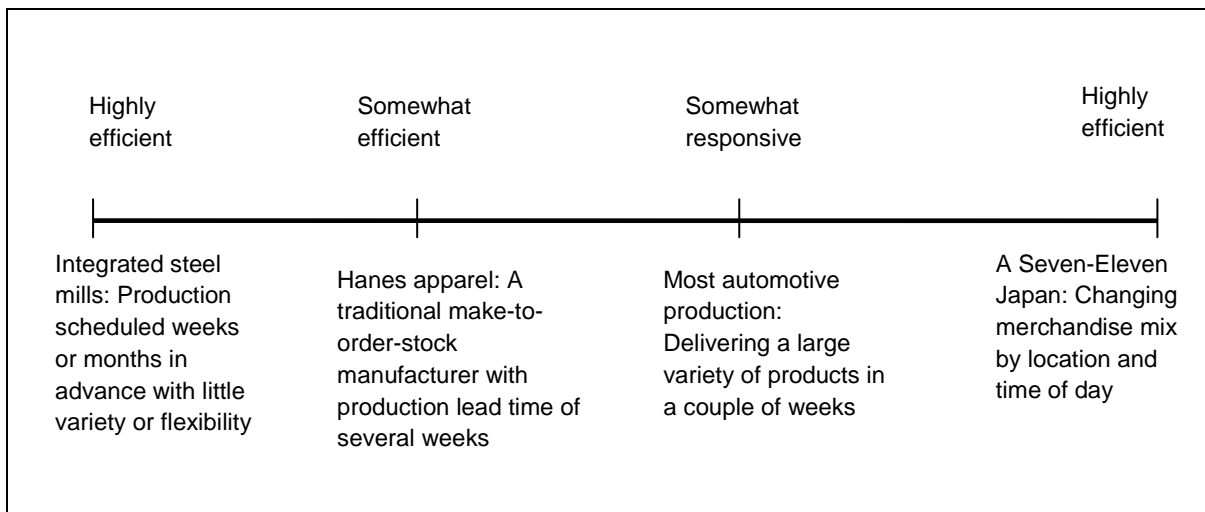 Highly
efficient
Somewhat
efficient
Somewhat
responsive
Highly
efficient
Integrated steel
mills: Production
scheduled weeks
or months in
advance with little
variety or flexibility
Hanes apparel: A
traditional make-to-
order-stock
manufacturer with
production lead time of
several weeks
Most automotive
production:
Delivering a large
variety of products in
a couple of weeks
A Seven-Eleven
Japan: Changing
merchandise mix
by location and
time of day